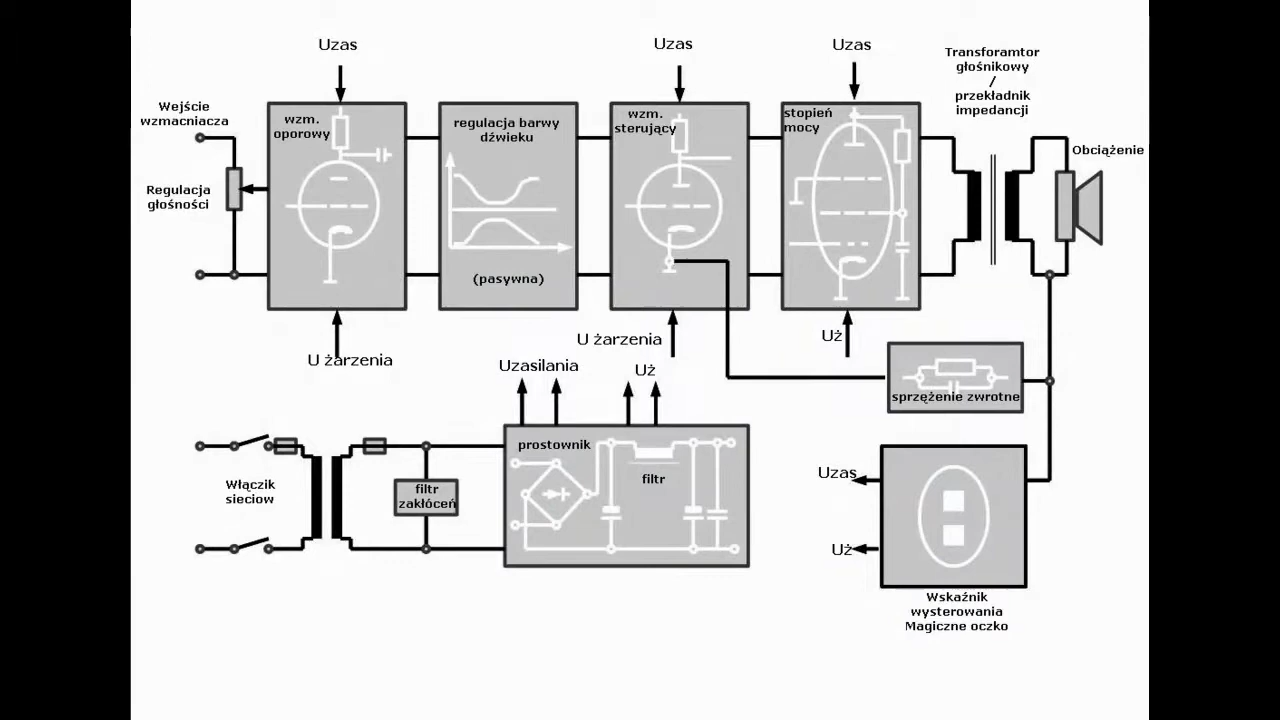 Uzas
Uzas
Uzas
Transforamtor
głośnikowy
/
przekładnik
impedancji
Wejście
wzmacniacza
wzm.
oporowy
regulacja barwy
dźwieku
wzm.
sterujący
stopień
mocy
Obciążenie
Regulacja
głośności
(pasywna)
U żarzenia
U żarzenia
Uż
Uzasilania
Uż
sprzężenie zwrotne
prostownik
filtr
Włączik
sieciow
filtr
zakłóceń
Uzas
Uż
Wskaźnik
wysterowania
Magiczne oczko